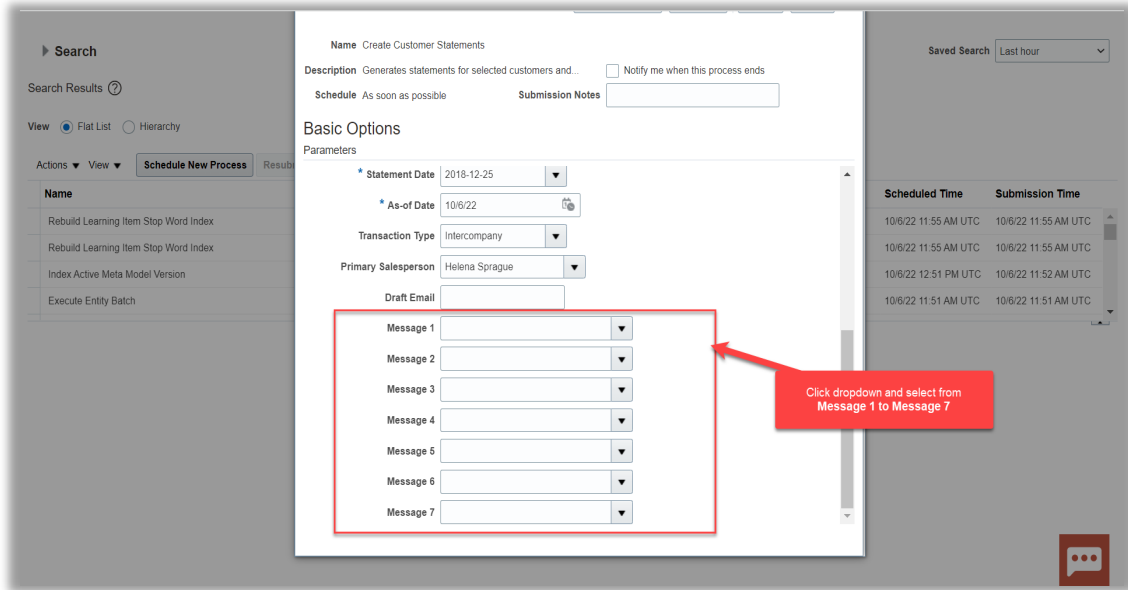 Name Create Customer Statements
Search
Saved Search Last hour
Description Generates statements for selected customers and... Notify me when this process ends
Search Results ?
Schedule As soon as possible Submission Notes
View Flat List Hierarchy
Basic Options
Parameters
Actions View Schedule New Process Resub
* Statement Date 2018-12-25
Name
Scheduled Time Submission Time
* As-of Date 10/6/22
Rebuild Learning Item Stop Word Index
10/6/22 11:55 AM UTC 10/6/22 11:55 AM UTC
Transaction Type Intercompany
Rebuild Learning Item Stop Word Index
10/6/22 11:55 AM UTC 10/6/22 11:55 AM UTC
Primary Salesperson Helena Sprague
Index Active Meta Model Version
10/6/22 12:51 PM UTC 10/6/22 11:52 AM UTC
Draft Email
Execute Entity Batch
10/6/22 11:51 AM UTC 10/6/22 11:51 AM UTC
Message 1
Message 2
Message 3
Message 4
Message 5
Message 6
Message 7
Click dropdown and select from
Message 1 to Message 7